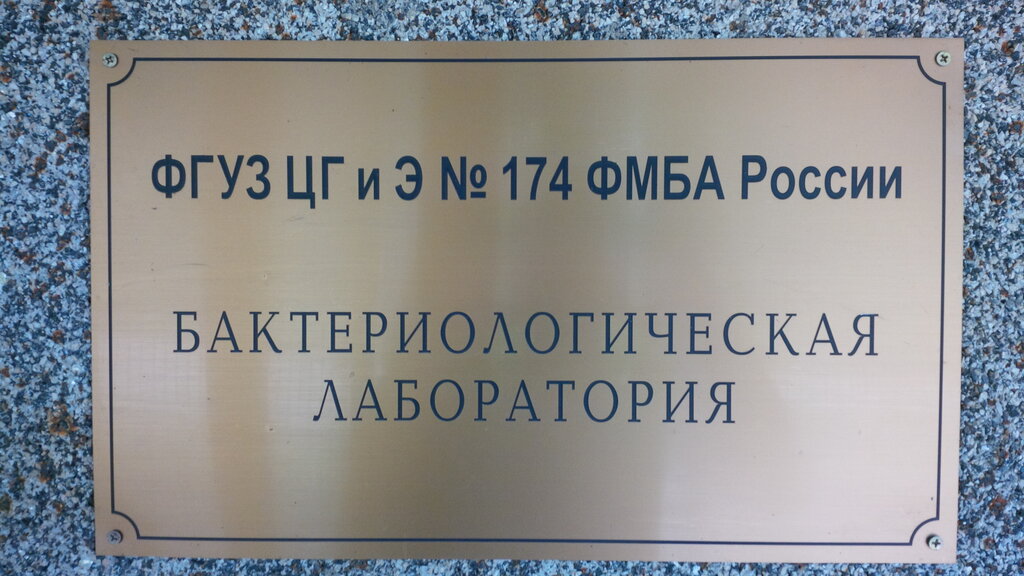 ФГУЗ ЦГ и Э № 174 ФМБА России
БАКТЕРИОЛОГИЧЕСКАЯ
ЛАБОРАТОРИЯ